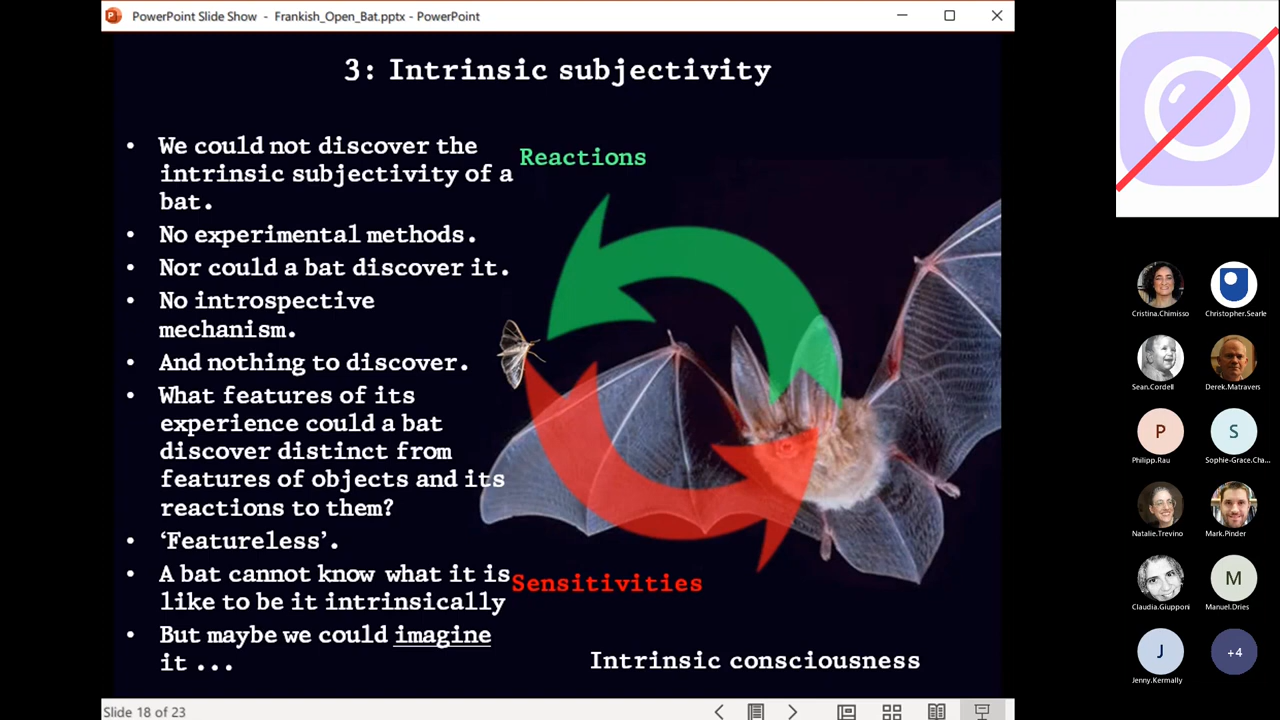 PowerPoint Slide Show - Frankish_Open_Bat.pptx - PowerPoint
3: Intrinsic subjectivity
• We could not discover the
intrinsic subjectivity of a
bat.
• No experimental methods.
• Nor could a bat discover it.
• No introspective
mechanism.
• And nothing to discover.
• What features of its
experience could a bat
discover distinct from
features of objects and its
reactions to them?
• ‘Featureless’.
• A bat cannot know what it is
like to be it intrinsically
• But maybe we could imagine
it ...
Reactions
Sensitivities
Intrinsic consciousness
Slide 18 of 23
Cristina.Chimisso
Christopher.Searle
Sean.Cordell
Derek.Matravers
P
Philipp.Rau
S
Sophie-Grace.Cha...
Natalie.Trevino
Mark.Pinder
Claudia.Giupponi
M
Manuel.Dries
J
Jenny.Kermally
+4